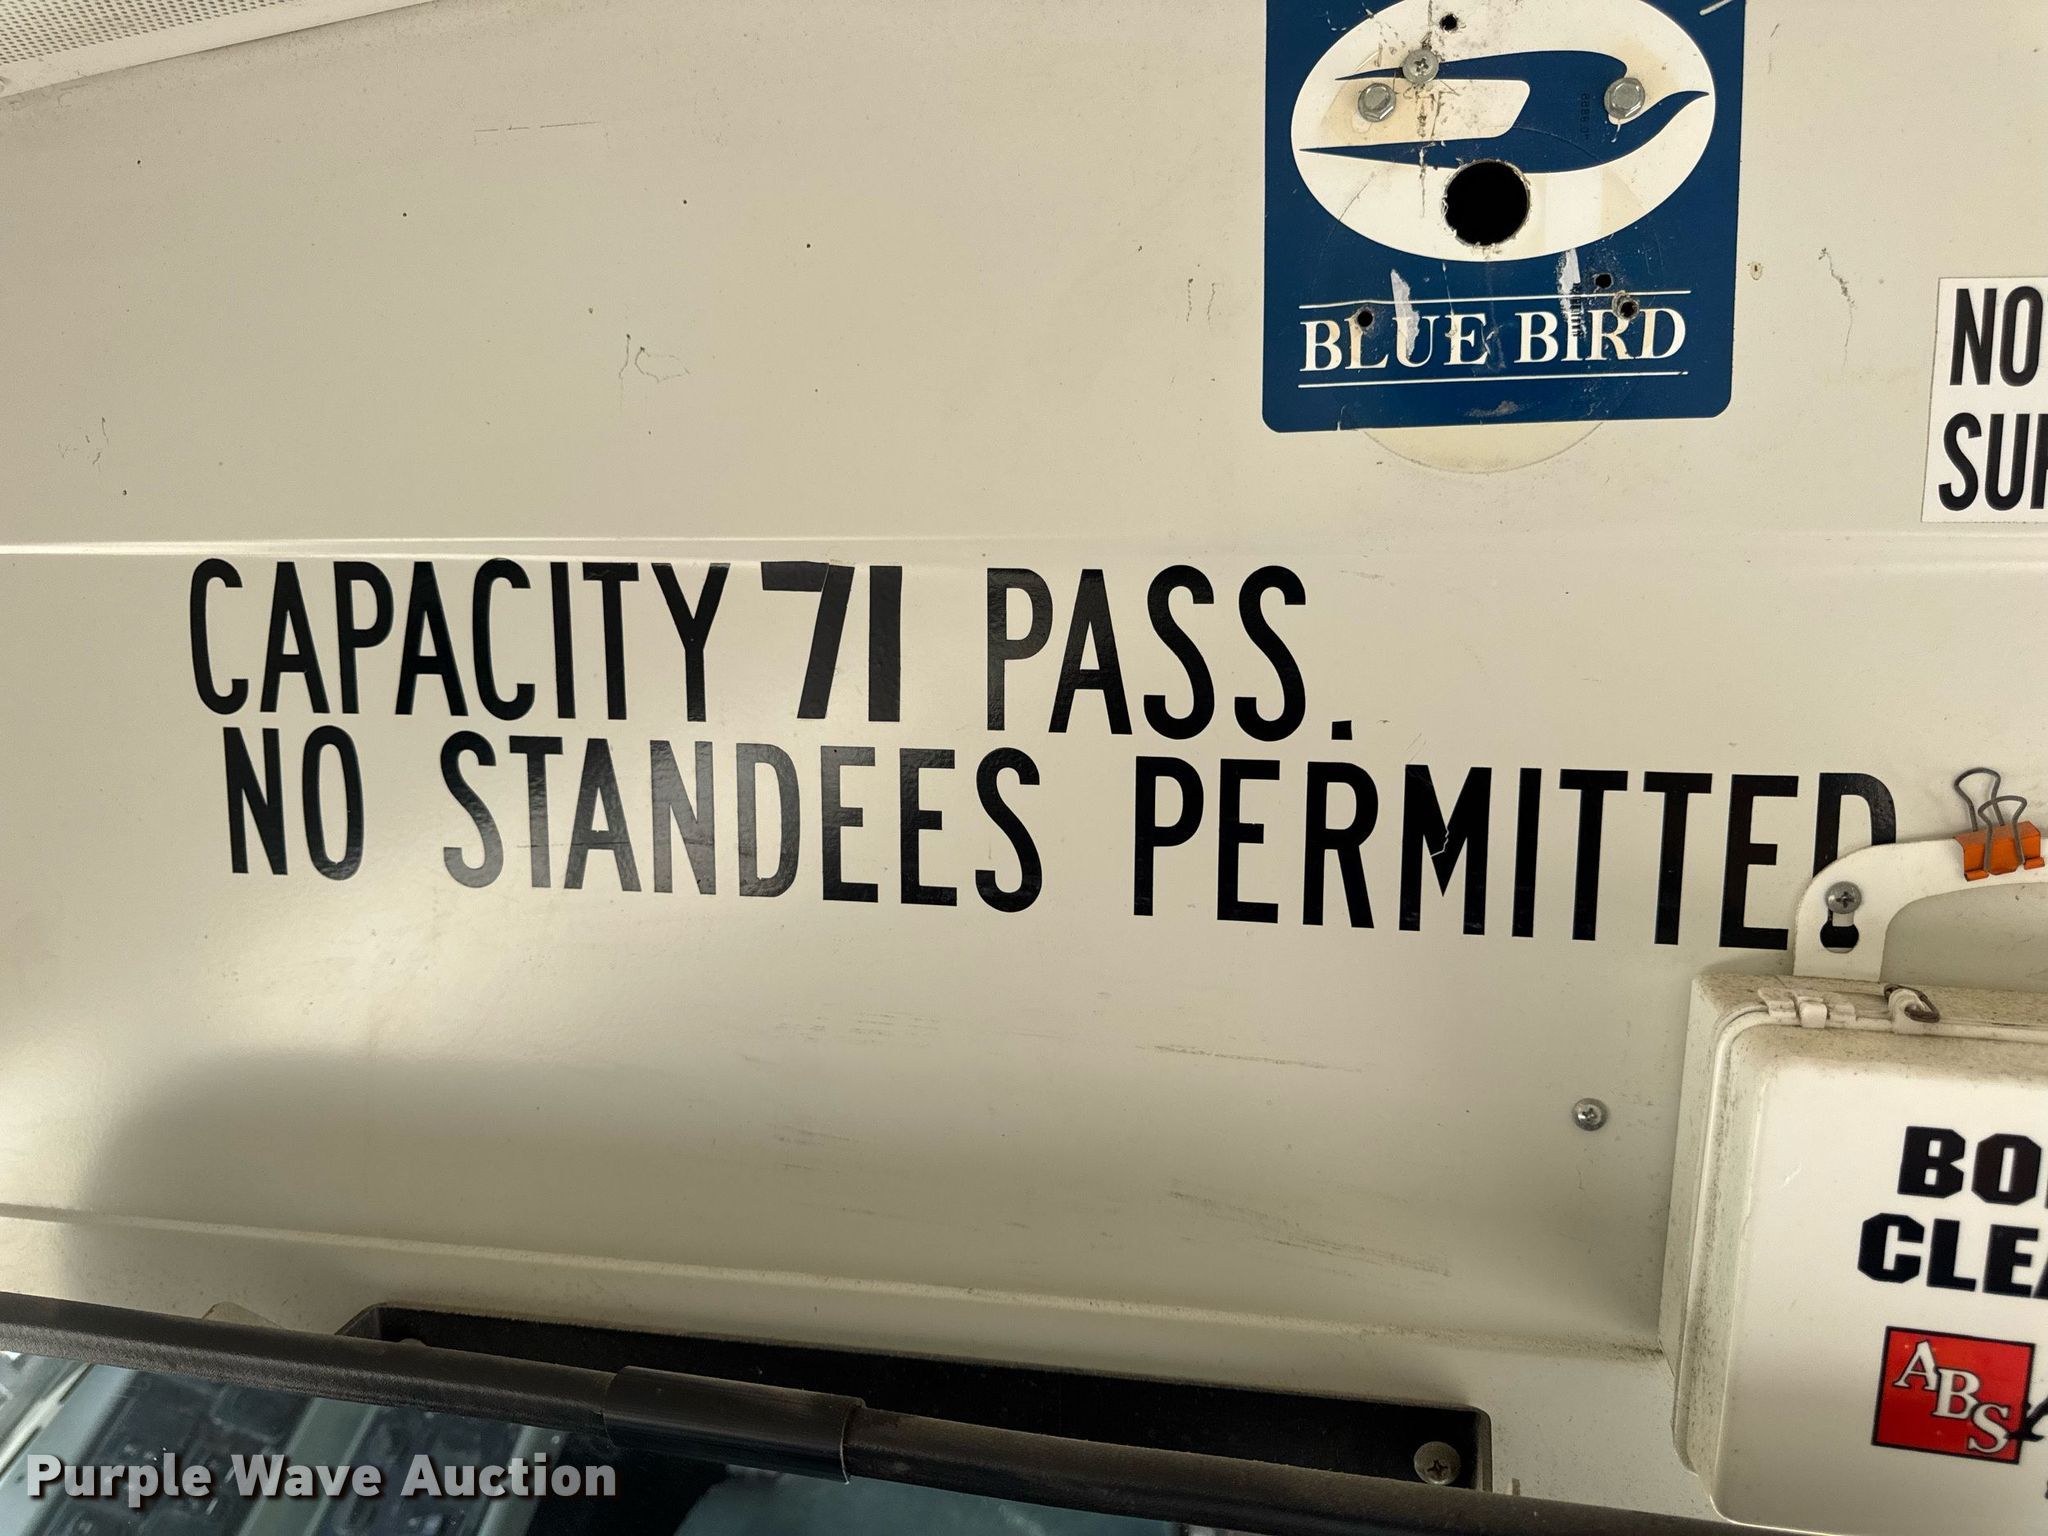 BLUE BIRD
NO
SU
CAPACITY 71 PASS.
NO STANDEES PERMITTED
BO
CLE
ABS
Purple Wave Auction